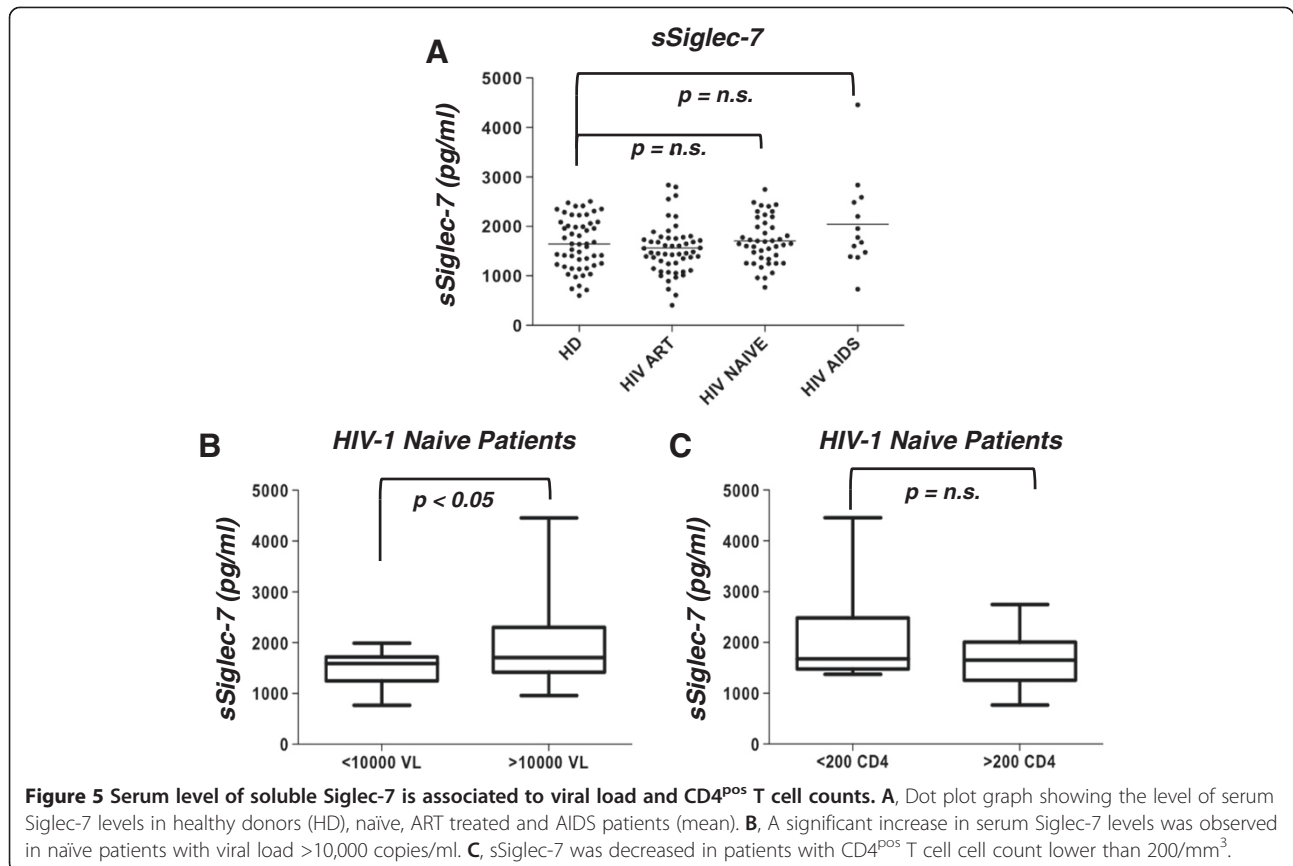 A
sSiglec-7
sSiglec-7 (pg/ml)
5000
4000
3000
2000
1000
0
p = n.s.
p = n.s.
HD
HIV ART
HIV NAIVE
HIV AIDS
B
HIV-1 Naive Patients
sSiglec-7 (pg/ml)
5000
4000
3000
2000
1000
0
p < 0.05
<10000 VL
>10000 VL
C
HIV-1 Naive Patients
sSiglec-7 (pg/ml)
5000
4000
3000
2000
1000
0
p = n.s.
<200 CD4
>200 CD4
Figure 5 Serum level of soluble Siglec-7 is associated to viral load and CD4pos T cell counts. A, Dot plot graph showing the level of serum
Siglec-7 levels in healthy donors (HD), naïve, ART treated and AIDS patients (mean). B, A significant increase in serum Siglec-7 levels was observed
in naïve patients with viral load >10,000 copies/ml. C, sSiglec-7 was decreased in patients with CD4pos T cell cell count lower than 200/mm3.